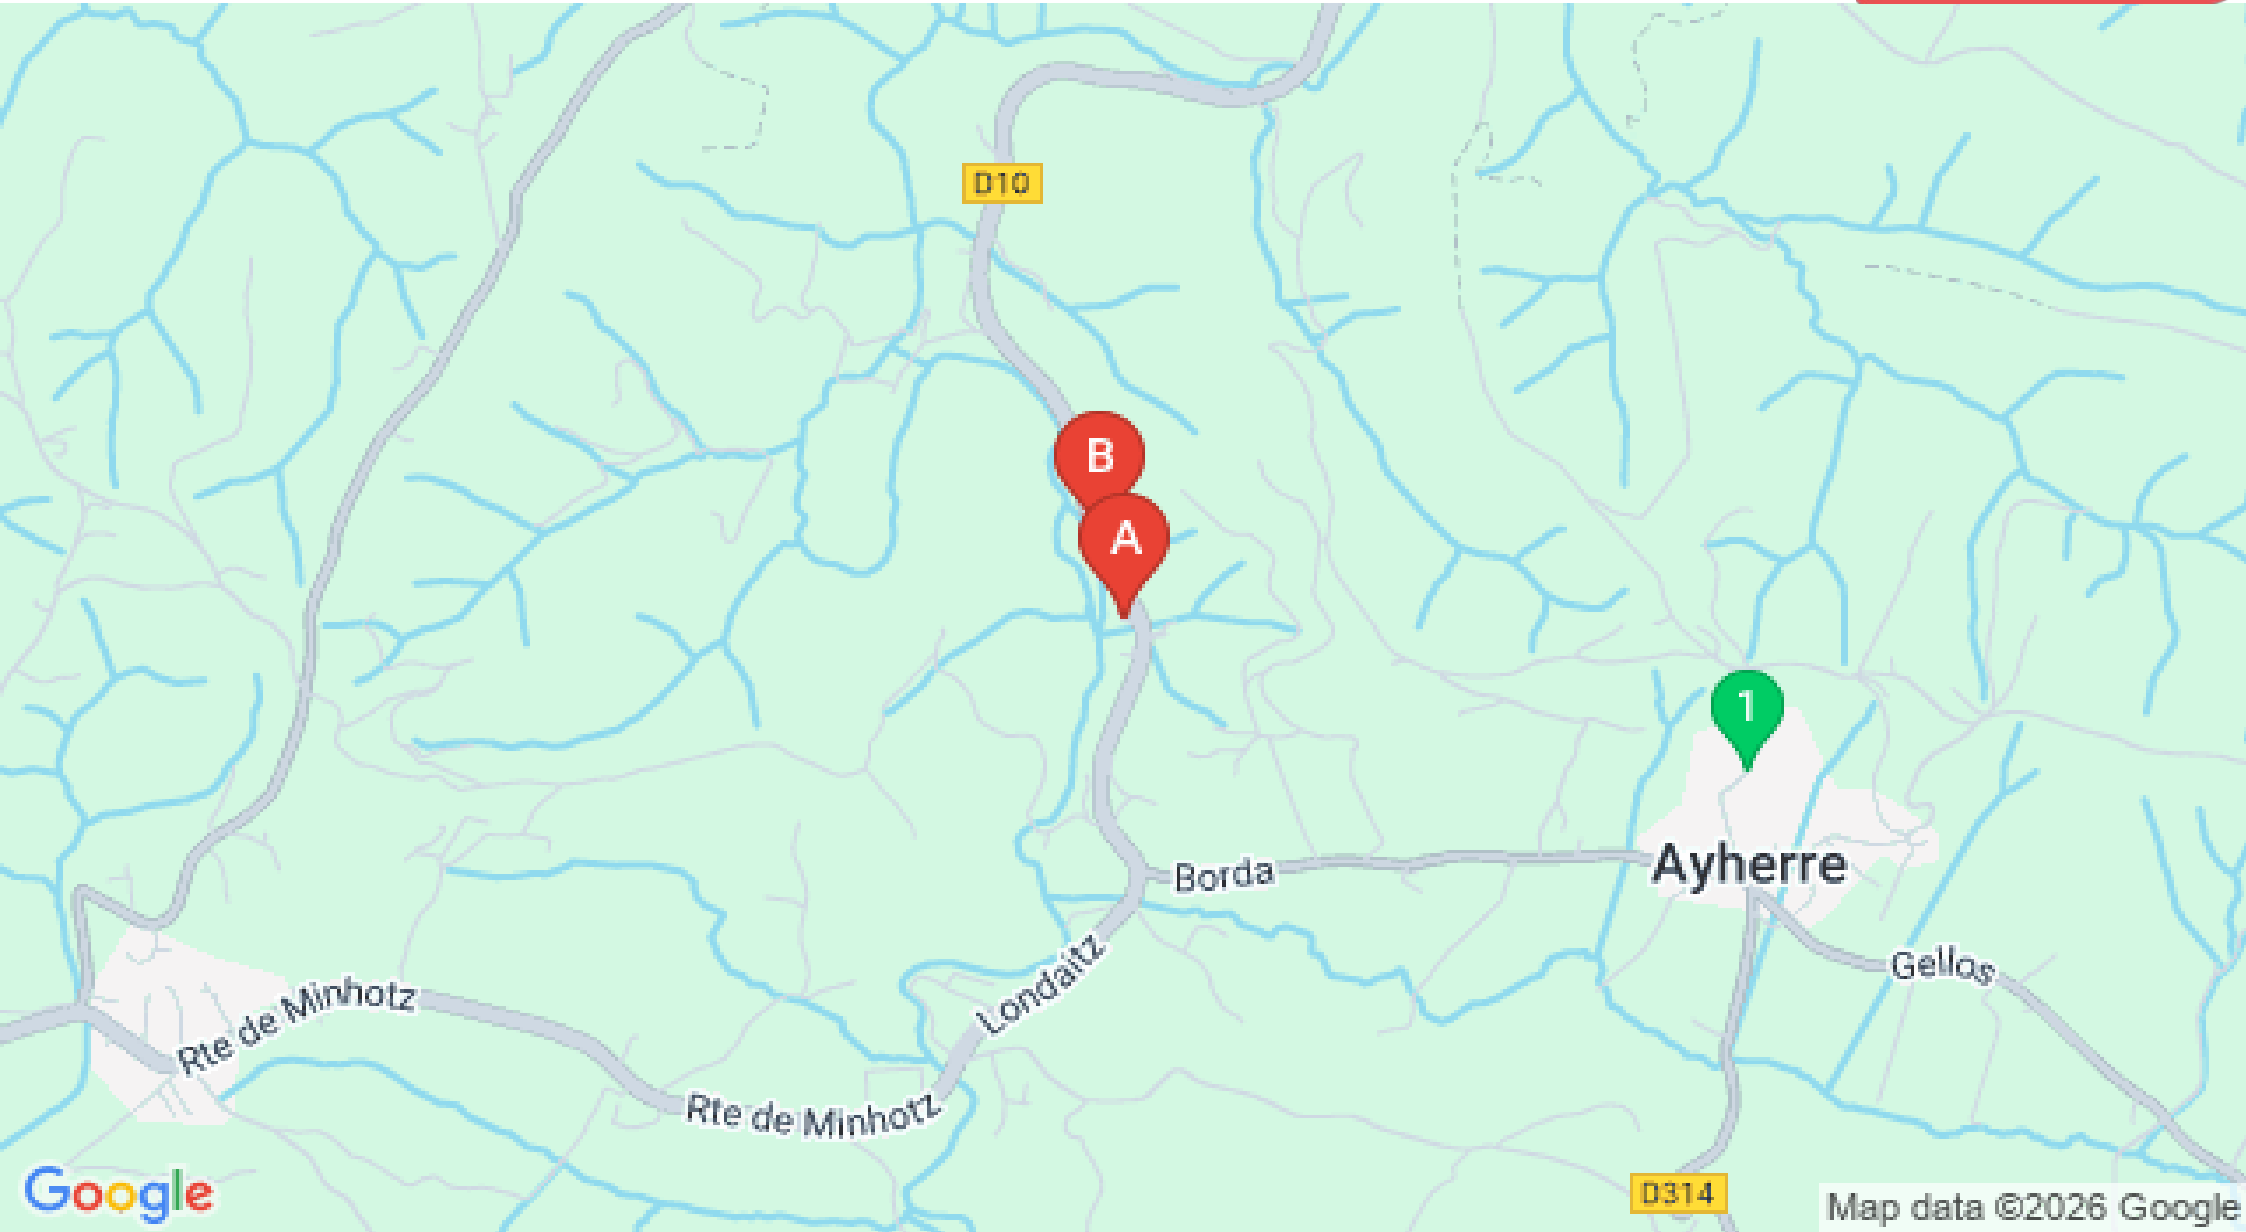 D10
B
A
1
Borda
Ayherre
Londaitz
Gellos
Rte de Minhotz
Rte de Minhotz
D314
Google
Map data ©2026 Google